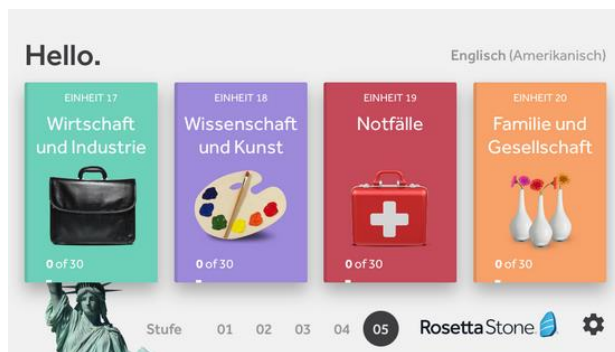 Hello.
Englisch (Amerikanisch)
EINHEIT 17
Wirtschaft
und Industrie
0 of 30
EINHEIT 18
Wissenschaft
und Kunst
0 of 30
EINHEIT 19
Notfälle
0 of 30
EINHEIT 20
Familie und
Gesellschaft
0 of 30
Stufe 01 02 03 04 05
RosettaStone